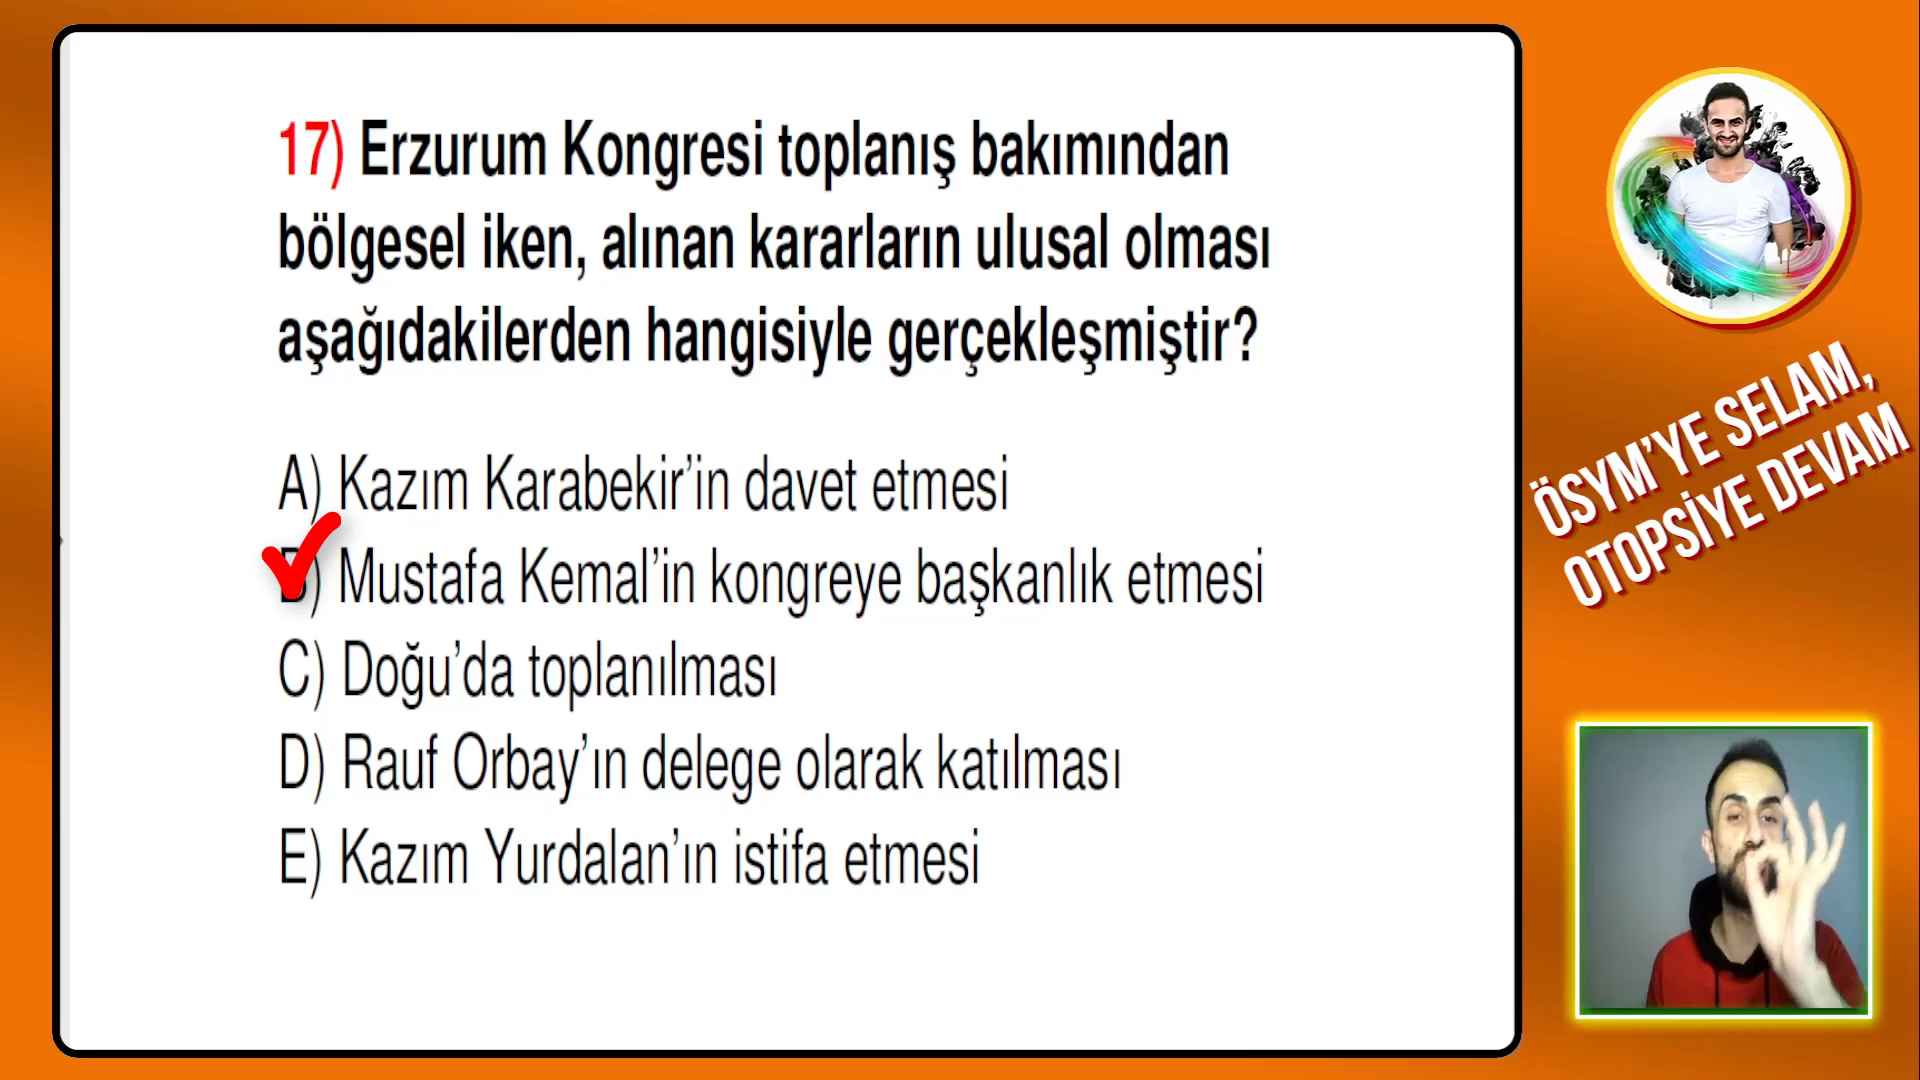 17) Erzurum Kongresi toplanış bakımından
bölgesel iken, alınan kararların ulusal olması
aşağıdakilerden hangisiyle gerçekleşmiştir?
A) Kazım Karabekir’in davet etmesi
B) Mustafa Kemal’in kongreye başkanlık etmesi
C) Doğu’da toplanılması
D) Rauf Orbay’ın delege olarak katılması
E) Kazım Yurdalan’ın istifa etmesi
ÖSYM’YE SELAM,
OTOPSİYE DEVAM